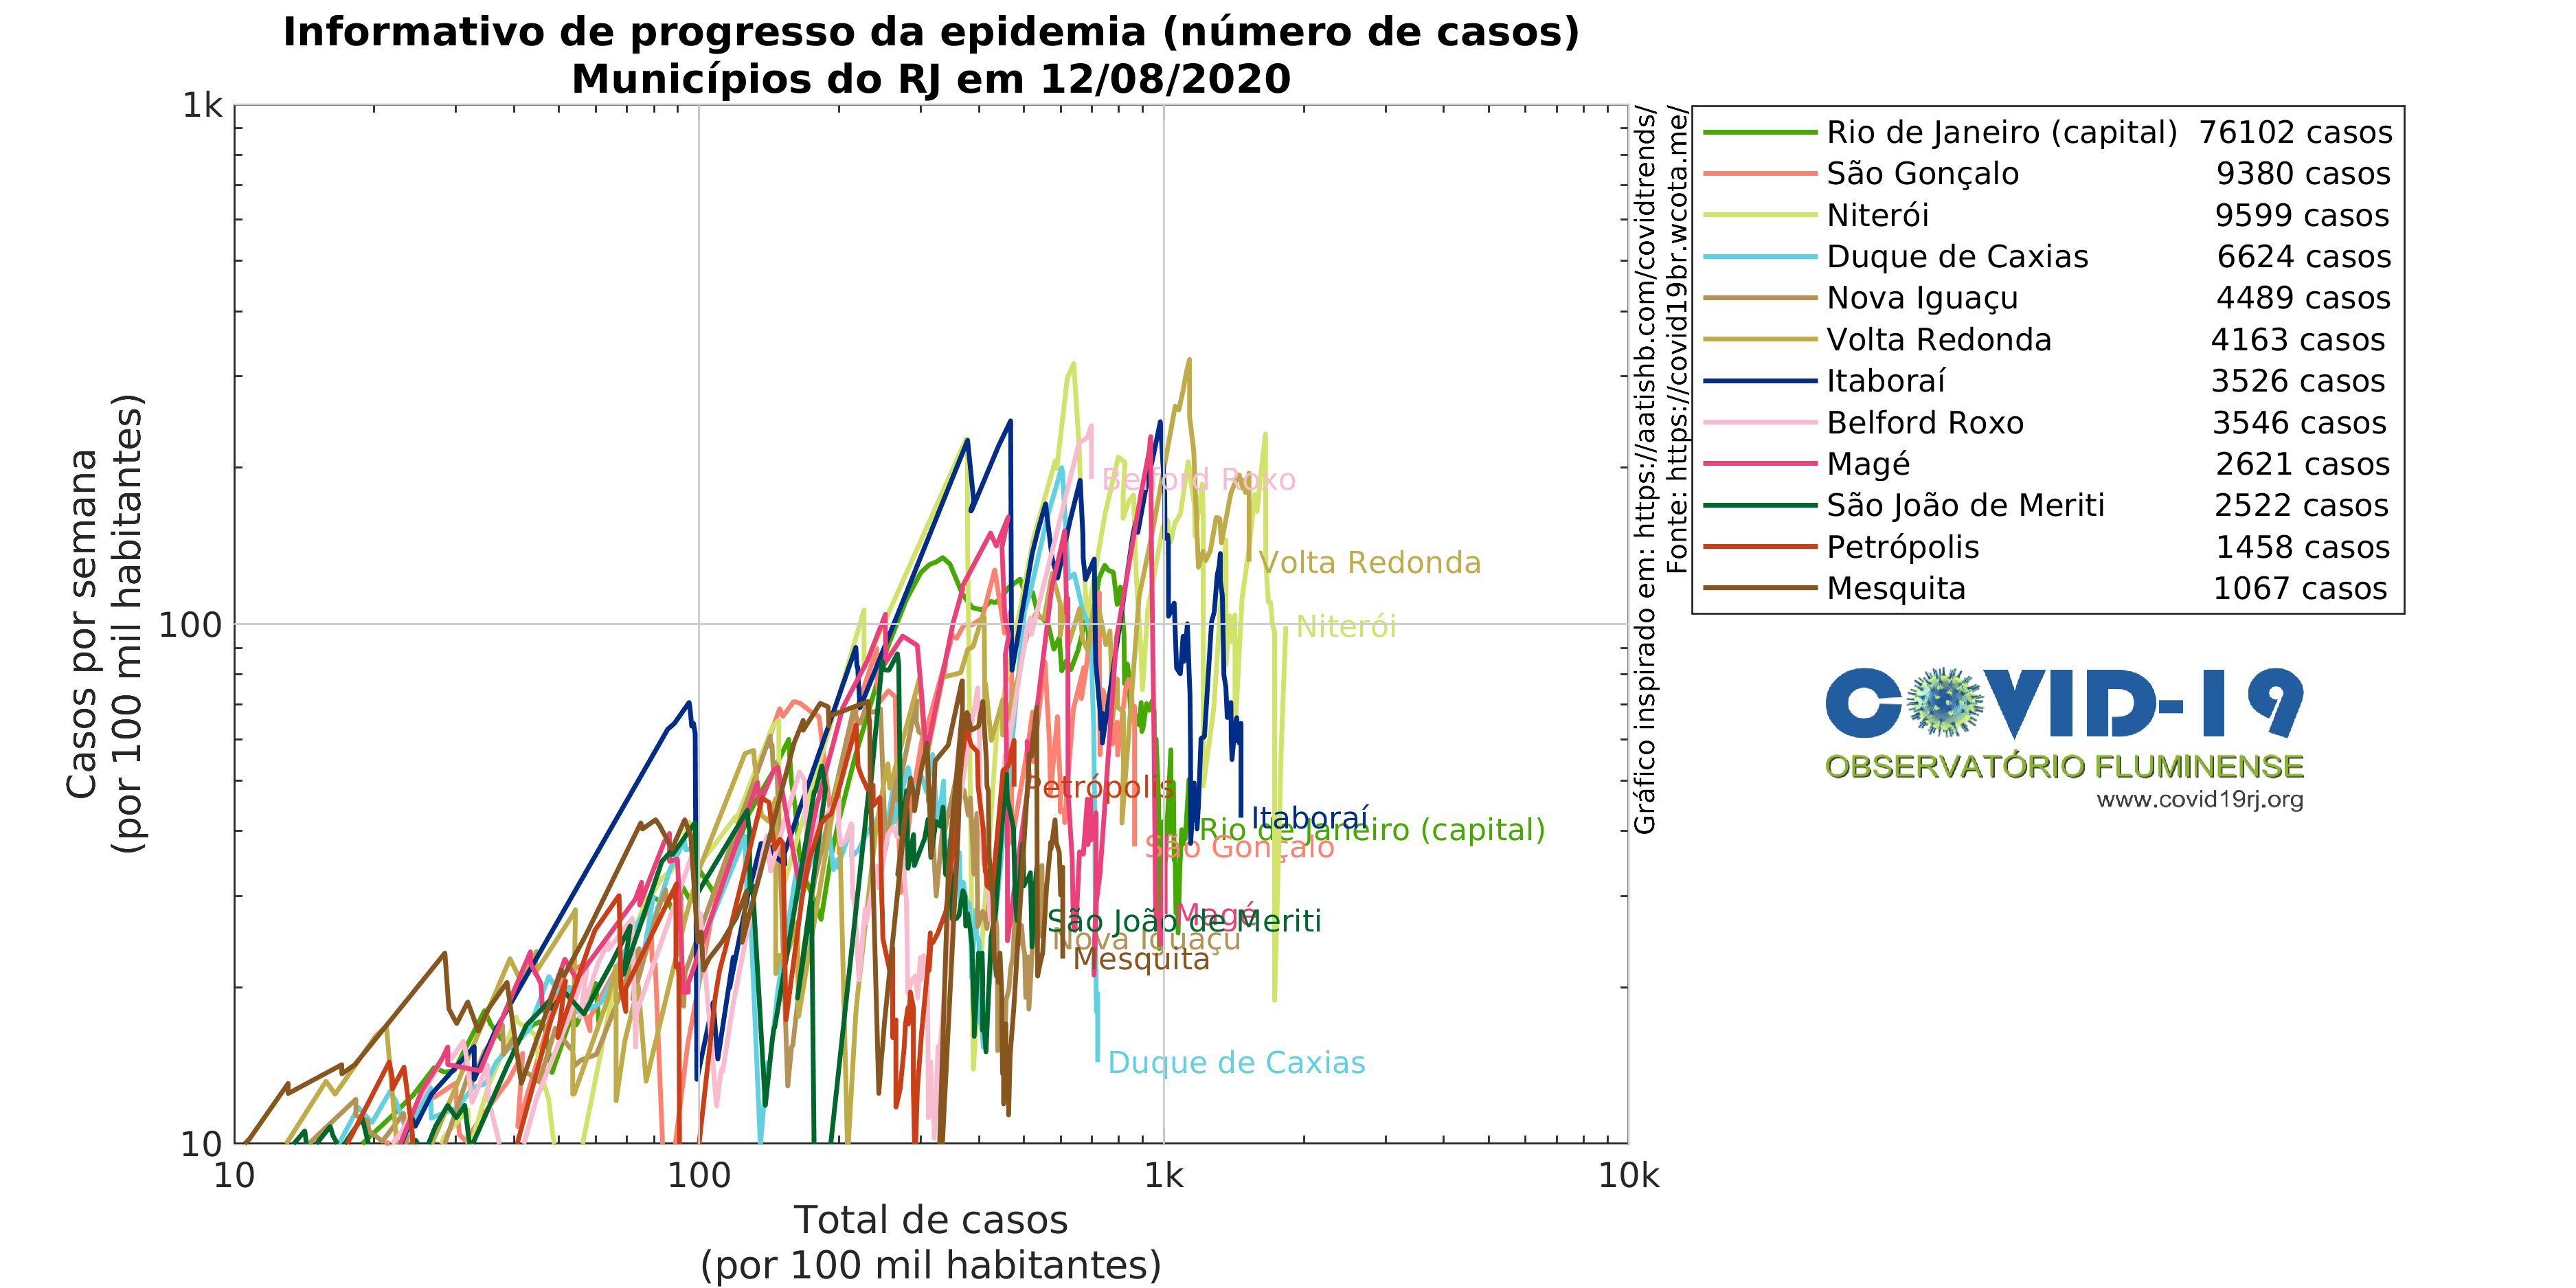 Informativo de progresso da epidemia (número de casos)
Municípios do RJ em 12/08/2020
1k
100
10
Casos por semana
(por 100 mil habitantes)
10
100
1k
10k
Total de casos
(por 100 mil habitantes)
Belford Roxo
Volta Redonda
Niterói
Petrópolis
Itaboraí
Rio de Janeiro (capital)
São Gonçalo
Magé
São João de Meriti
Nova Iguaçu
Mesquita
Duque de Caxias
Gráfico inspirado em: https://aatishb.com/covidtrends/
Fonte: https://covid19br.wcota.me/
Rio de Janeiro (capital) 76102 casos
São Gonçalo 9380 casos
Niterói 9599 casos
Duque de Caxias 6624 casos
Nova Iguaçu 4489 casos
Volta Redonda 4163 casos
Itaboraí 3526 casos
Belford Roxo 3546 casos
Magé 2621 casos
São João de Meriti 2522 casos
Petrópolis 1458 casos
Mesquita 1067 casos
COVID-19
OBSERVATÓRIO FLUMINENSE
www.covid19rj.org